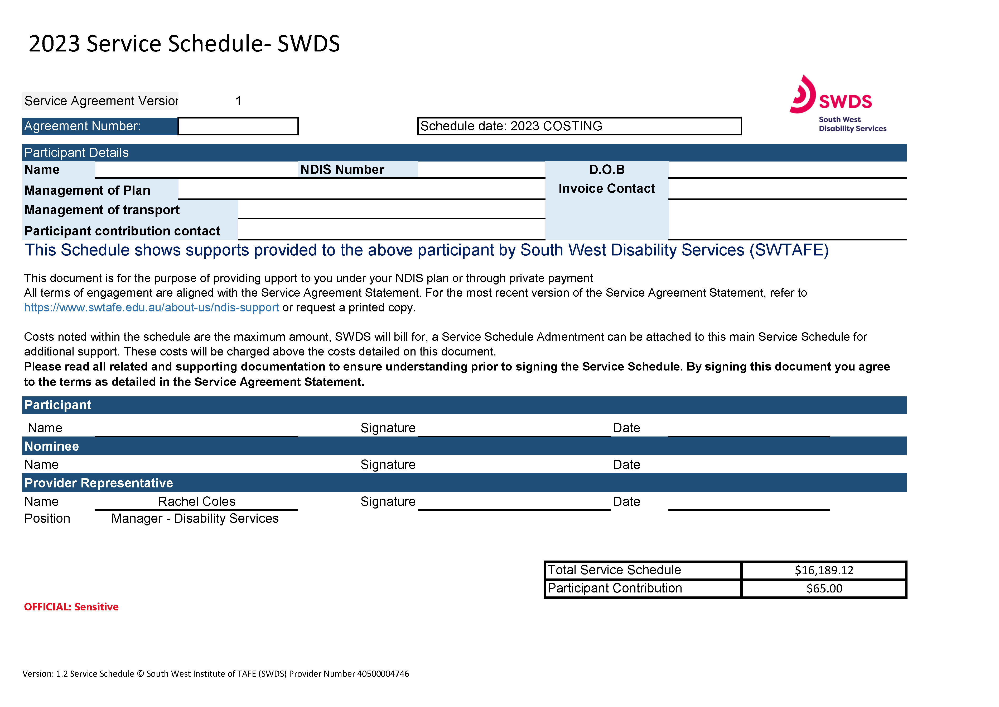 2023 Service Schedule- SWDS
Service Agreement Version 1
SWDS
South West
Disability Services
Agreement Number: Schedule date: 2023 COSTING
Participant Details
Name NDIS Number D.O.B
Management of Plan Invoice Contact
Management of transport
Participant contribution contact
This Schedule shows supports provided to the above participant by South West Disability Services (SWTAFE)
This document is for the purpose of providing upport to you under your NDIS plan or through private payment
All terms of engagement are aligned with the Service Agreement Statement. For the most recent version of the Service Agreement Statement, refer to
https://www.swtafe.edu.au/about-us/ndis-support or request a printed copy.
Costs noted within the schedule are the maximum amount, SWDS will bill for, a Service Schedule Admentment can be attached to this main Service Schedule for
additional support. These costs will be charged above the costs detailed on this document.
Please read all related and supporting documentation to ensure understanding prior to signing the Service Schedule. By signing this document you agree
to the terms as detailed in the Service Agreement Statement.
Participant
Name Signature Date
Nominee
Name Signature Date
Provider Representative
Name Rachel Coles Signature Date
Position Manager - Disability Services
Total Service Schedule $16,189.12
Participant Contribution $65.00
OFFICIAL: Sensitive
Version: 1.2 Service Schedule © South West Institute of TAFE (SWDS) Provider Number 40500004746